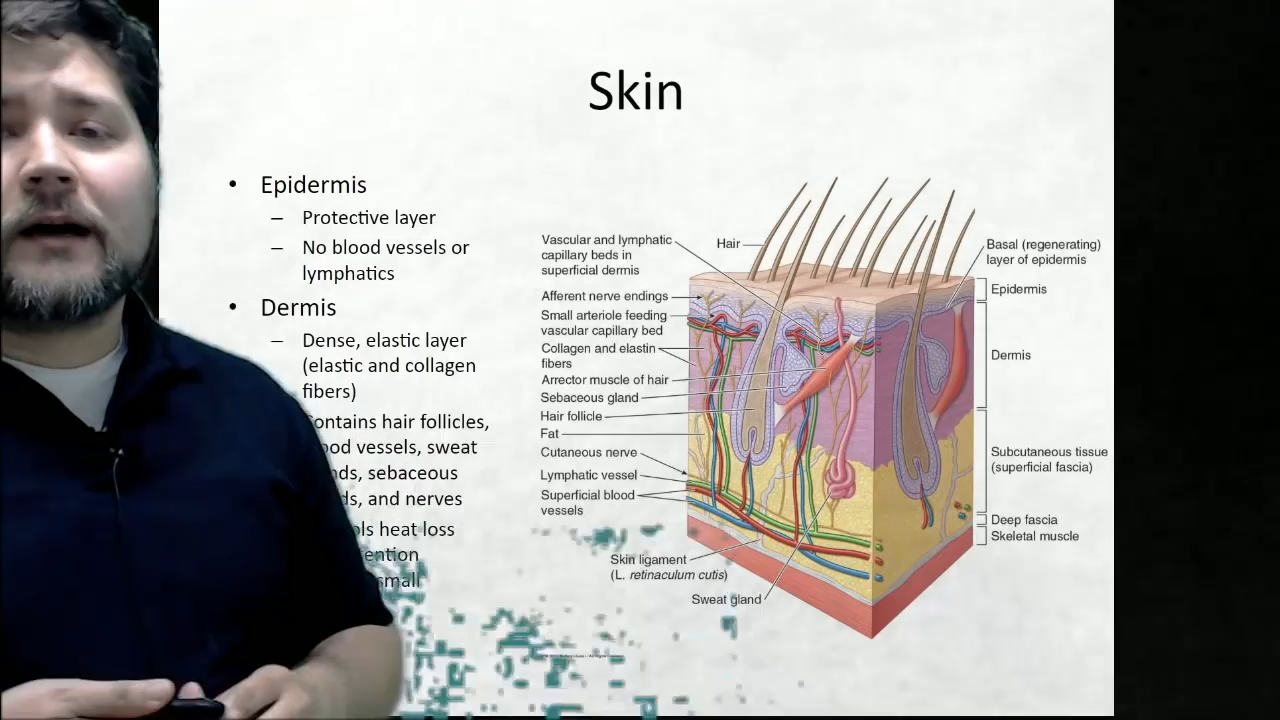 Skin
• Epidermis
– Protective layer
– No blood vessels or
lymphatics
• Dermis
– Dense, elastic layer
(elastic and collagen
fibers)
ontains hair follicles,
ood vessels, sweat
nds, sebaceous
ds, and nerves
ols heat loss
ention
small
Vascular and lymphatic
capillary beds in
superficial dermis
Afferent nerve endings
Small arteriole feeding
vascular capillary bed
Collagen and elastin
fibers
Arrector muscle of hair
Sebaceous gland
Hair follicle
Fat
Cutaneous nerve
Lymphatic vessel
Superficial blood
vessels
Skin ligament
(L. retinaculum cutis)
Sweat gland
Hair
Basal (regenerating)
layer of epidermis
Epidermis
Dermis
Subcutaneous tissue
(superficial fascia)
Deep fascia
Skeletal muscle